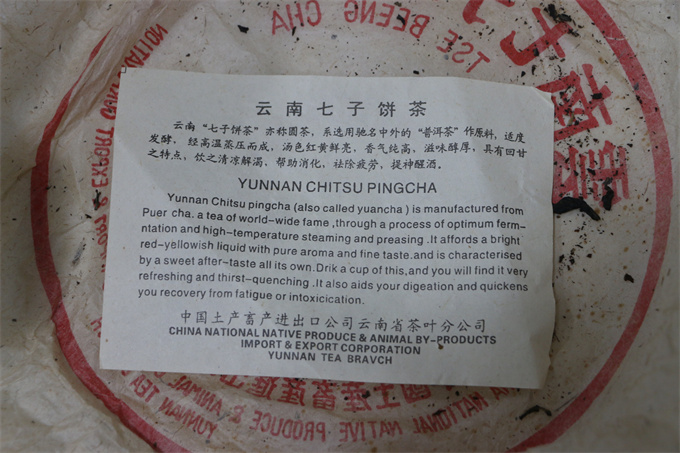 TSE BEENG CHA
云南七子饼茶
云南“七子饼茶”亦称圆茶，系选用驰名中外的“普洱茶”作原料，适度
发酵，经高温蒸压而成，汤色红黄鲜亮，香气纯高，滋味醇厚，具有回甘
之特点，饮之清凉解渴，帮助消化，祛除疲劳，提神醒酒。
YUNNAN CHITSU PINGCHA
Yunnan Chitsu pingcha (also called yuancha ) is manufactured from
Puer cha. a tea of world-wide fame ,through a process of optimum ferm-
ntation and high-temperature steaming and preasing .It affords a bright
red-yellowish liquid with pure aroma and fine taste.and is characterised
by a sweet after-taste all its own.Drik a cup of this,and you will find it very
refreshing and thirst-quenching .It also aids your digeation and quickens
you recovery from fatigue or intoxicication.
中国土产畜产进出口公司云南省茶叶分公司
CHINA NATIONAL NATIVE PRODUCE & ANIMAL BY-PRODUCTS
IMPORT & EXPORT CORPORATION
YUNNAN TEA BRAVCH
NATIONAL NATIVE PRODUCE & ANIMAL
YUNNAN TEA